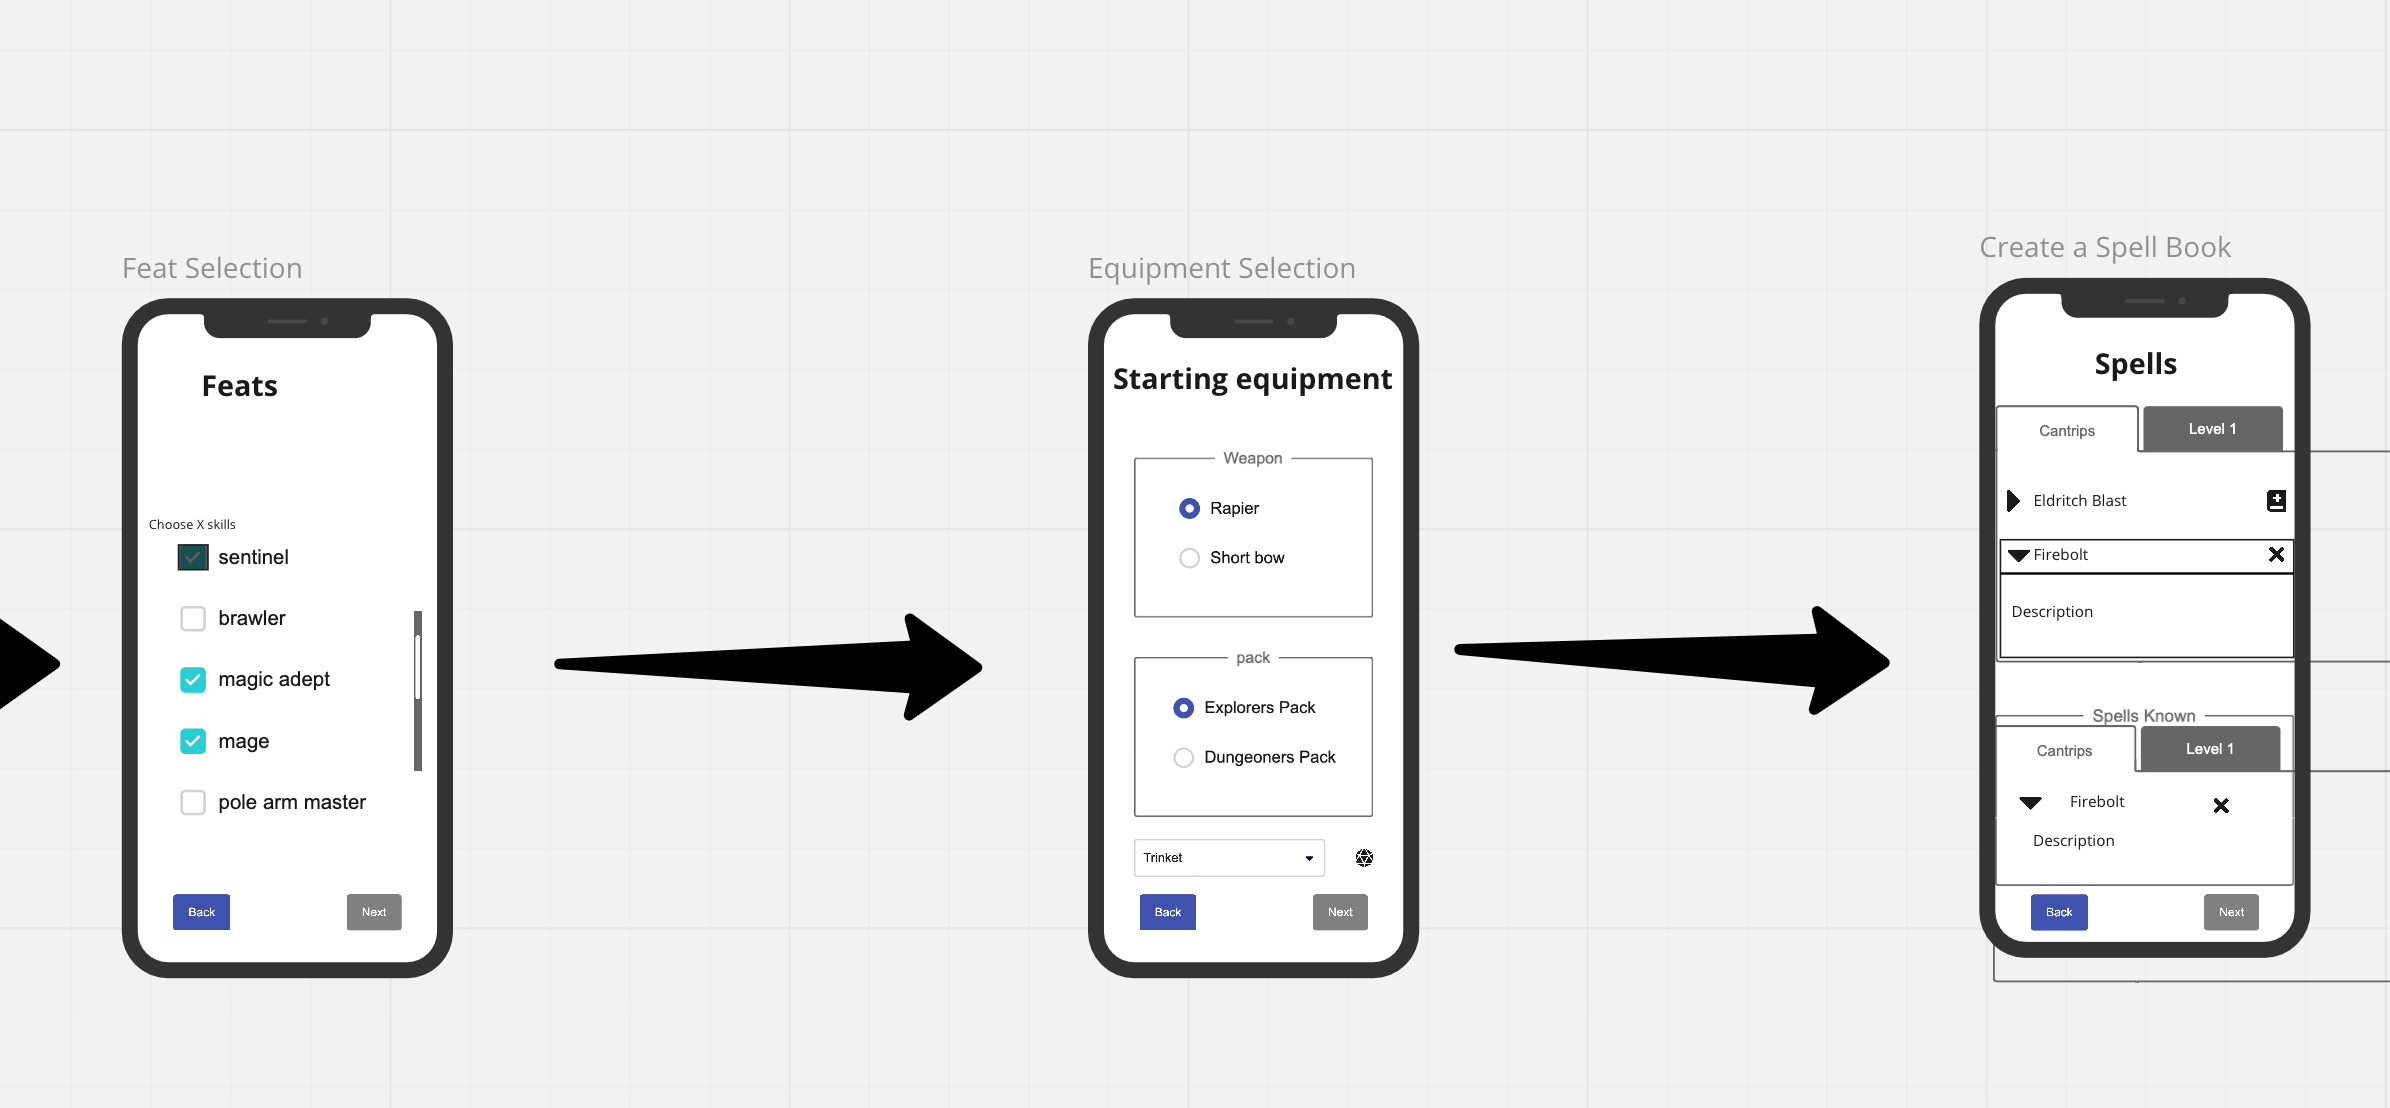 Feat Selection
Feats
Choose X skills
sentinel
brawler
magic adept
mage
pole arm master
Back
Next
Equipment Selection
Starting equipment
Weapon
Rapier
Short bow
pack
Explorers Pack
Dungeoners Pack
Trinket
Back
Next
Create a Spell Book
Spells
Cantrips
Level 1
Eldritch Blast
Firebolt
Description
Spells Known
Cantrips
Level 1
Firebolt
Description
Back
Next